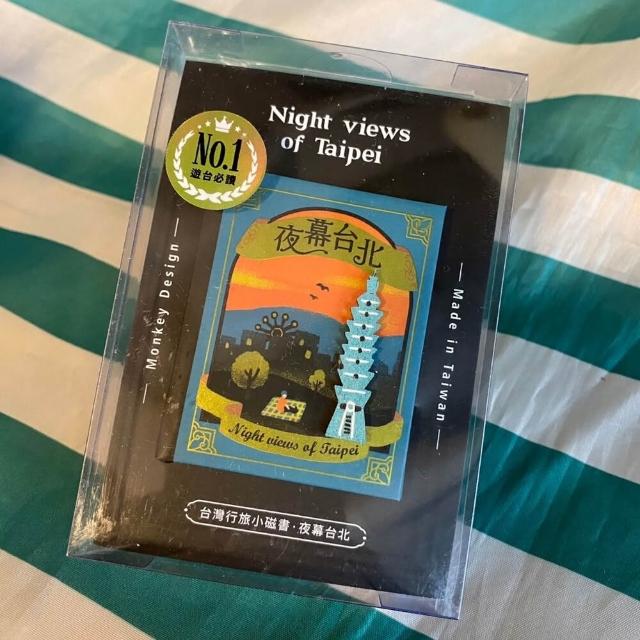 Night views
of Taipei
No.1
遊台必讀
夜幕台北
Monkey Design
Made in Taiwan
Night views of Taipei
台灣行旅小磁書·夜幕台北